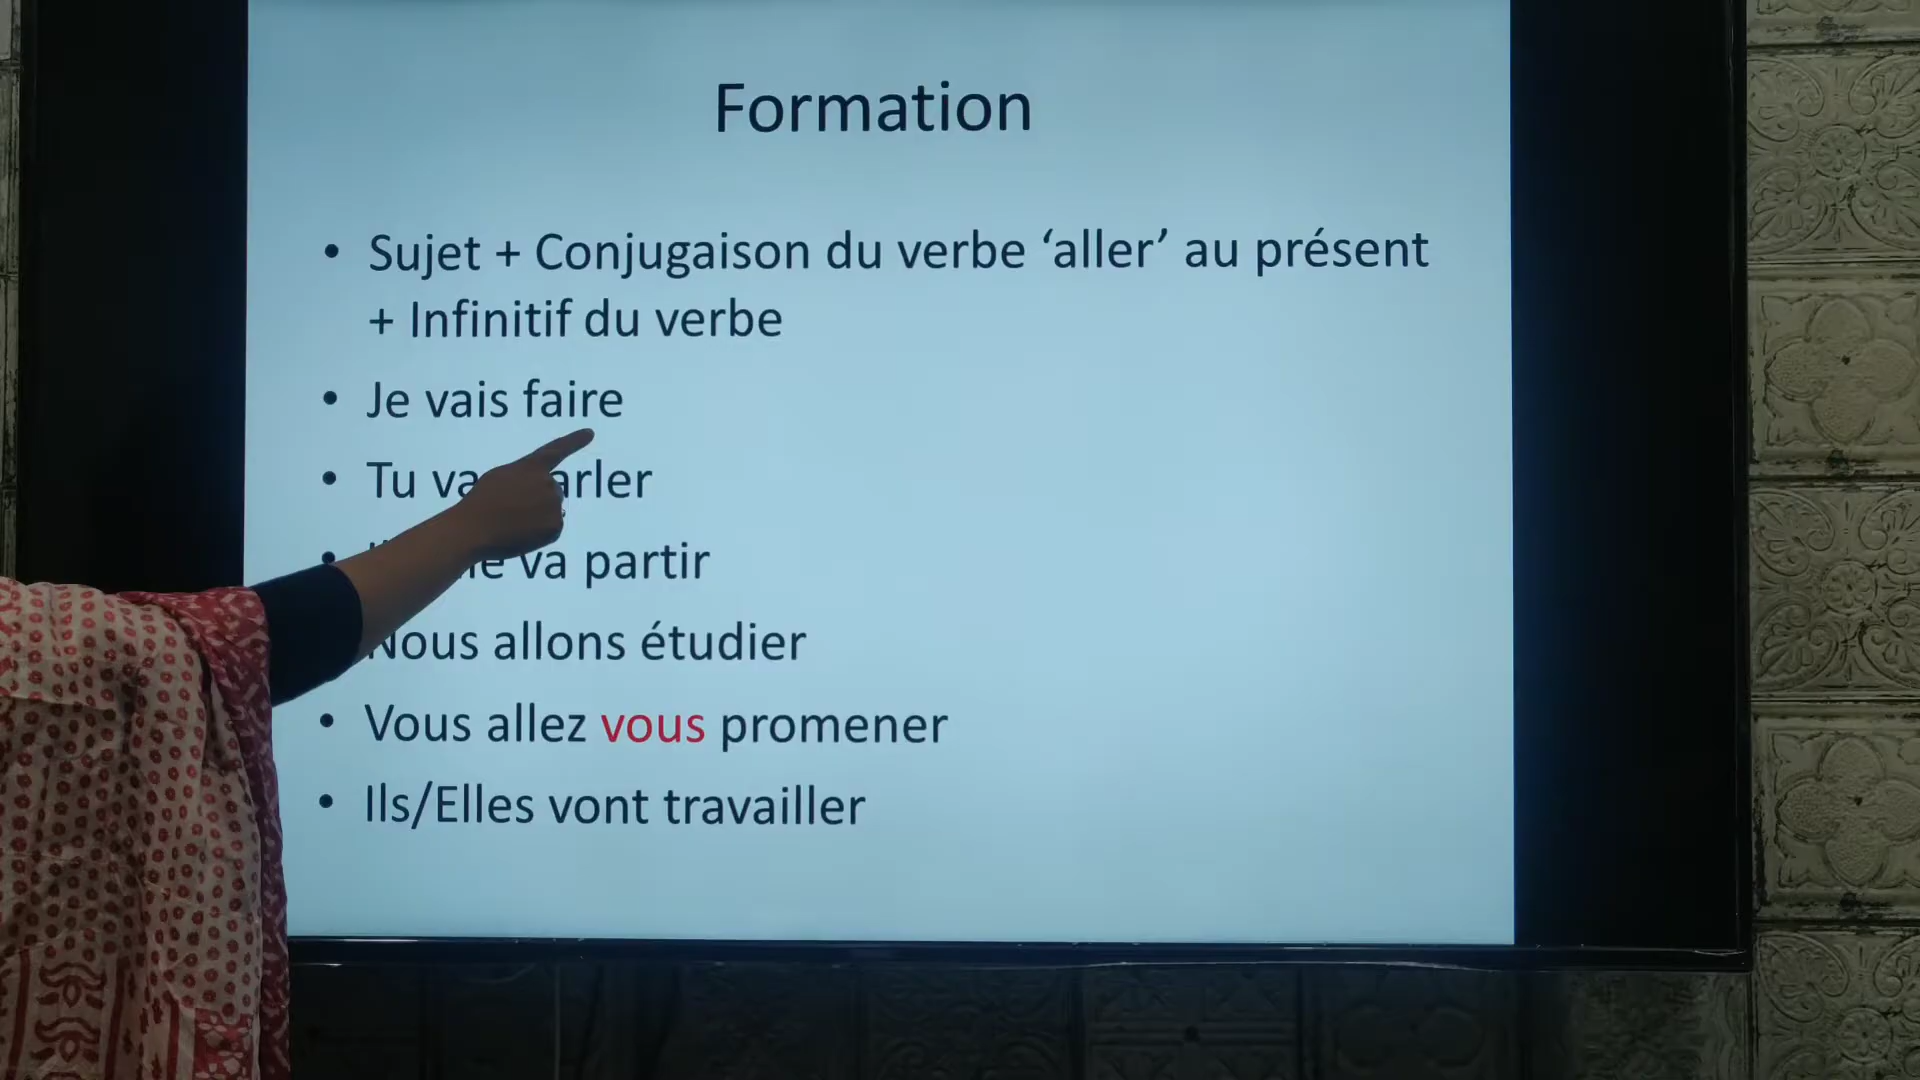 Formation
• Sujet + Conjugaison du verbe ‘aller’ au présent
+ Infinitif du verbe
• Je vais faire
• Tu
• va partir
Nous allons étudier
• Vous allez vous promener
• Ils/Elles vont travailler